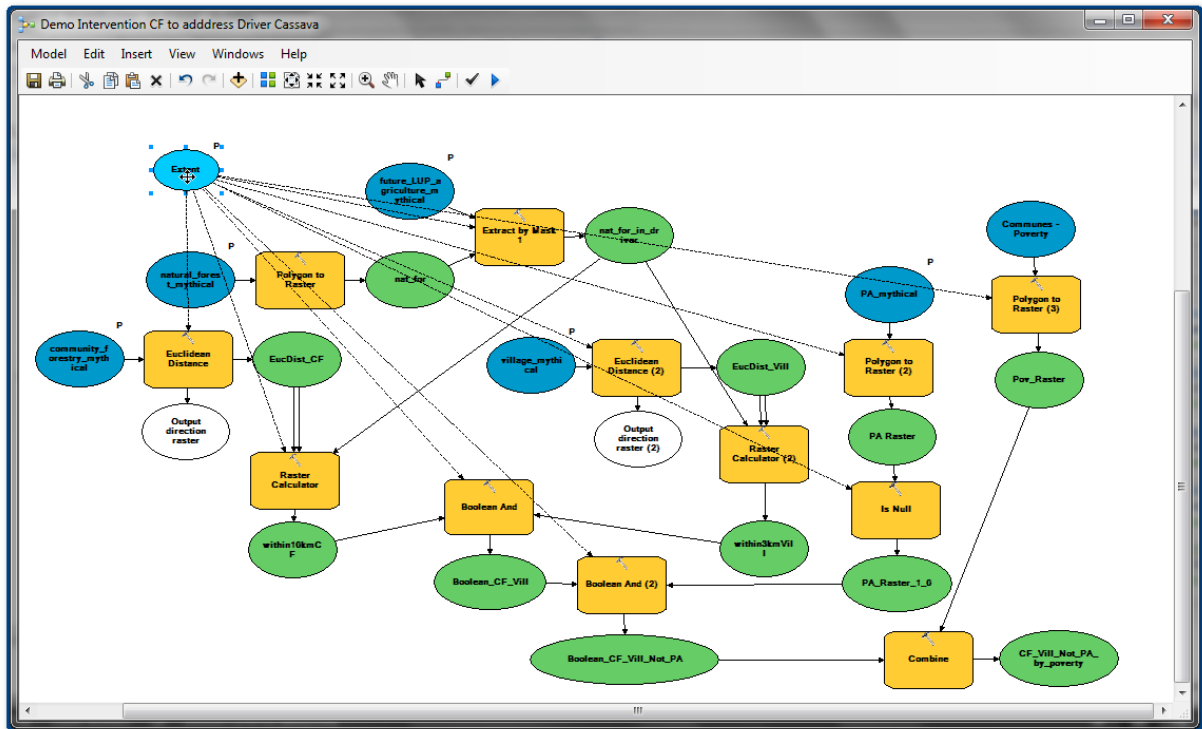 Demo Intervention CF to adddress Driver Cassava
Model Edit Insert View Windows Help
P
Extent
P
future_LUP_a
griculture_m
ythical
Extract by Mask
1
nat_for_in_dr
iver
Communes -
Poverty
P
natural_fores
t_mythical
Polygon to
Raster
nat_for
P
PA_mythical
Polygon to
Raster (3)
P
community_f
orestry_myth
ical
Euclidean
Distance
EucDist_CF
P
village_mythi
cal
Euclidean
Distance (2)
EucDist_Vill
Polygon to
Raster (2)
Pov_Raster
Output
direction
raster
Output
direction
raster (2)
PA Raster
Raster
Calculator
Raster
Calculator (2)
Boolean And
Is Null
within10kmC
F
within3kmVil
l
Boolean_CF_Vill
Boolean And (2)
PA_Raster_1_0
Boolean_CF_Vill_Not_PA
Combine
CF_Vill_Not_PA_
by_poverty